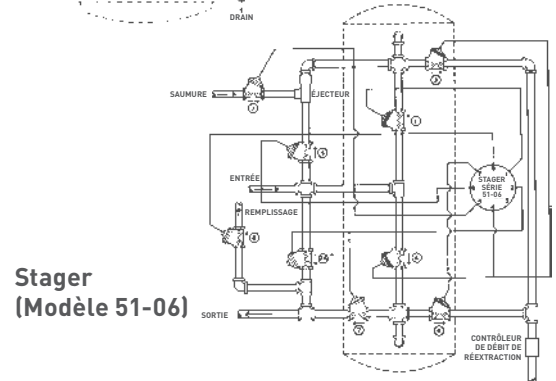 DRAIN
SAUMURE
ÉJECTEUR
ENTRÉE
STAGER
SÉRIE
51-06
REMPLISSAGE
Stager
(Modèle 51-06)
SORTIE
CONTRÔLEUR
DE DÉBIT DE
RÉEXTRACTION